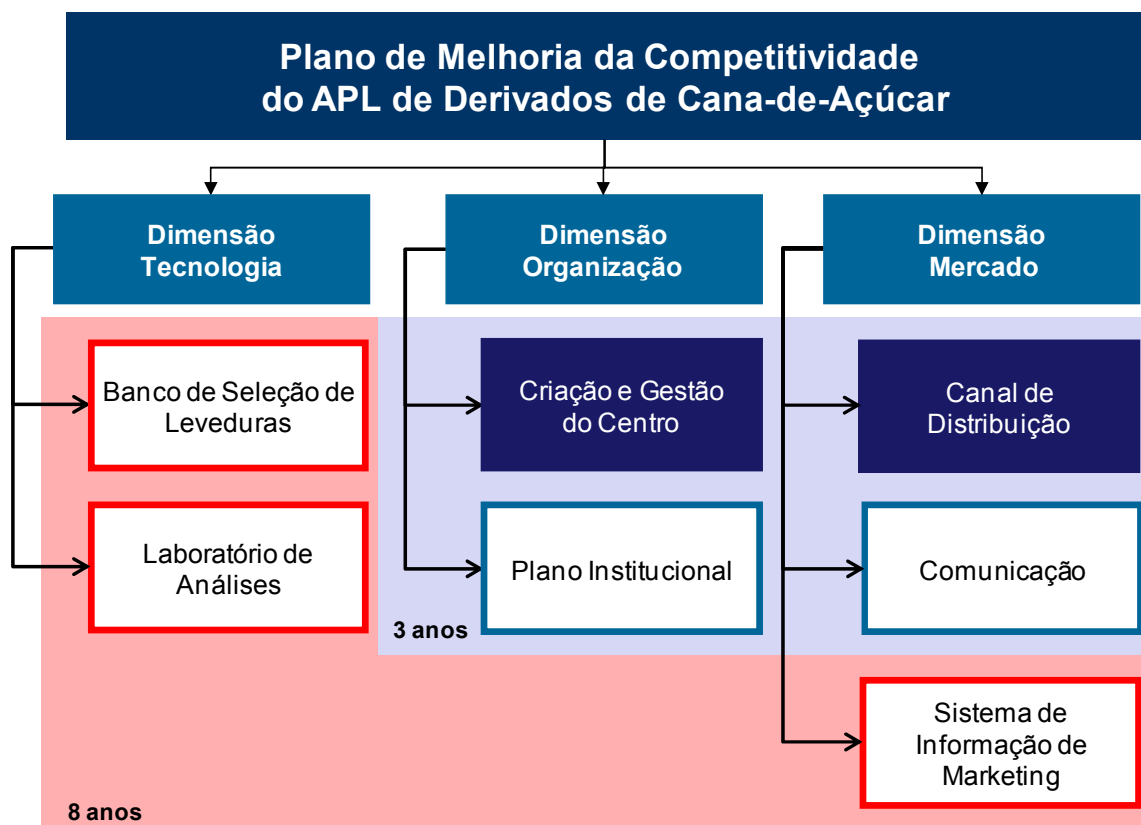 Plano de Melhoria da Competitividade
do APL de Derivados de Cana-de-Açúcar
Dimensão
Tecnologia
Dimensão
Organização
Dimensão
Mercado
Banco de Seleção de
Leveduras
Criação e Gestão
do Centro
Canal de
Distribuição
Laboratório de
Análises
Plano Institucional
Comunicação
3 anos
Sistema de
Informação de
Marketing
8 anos